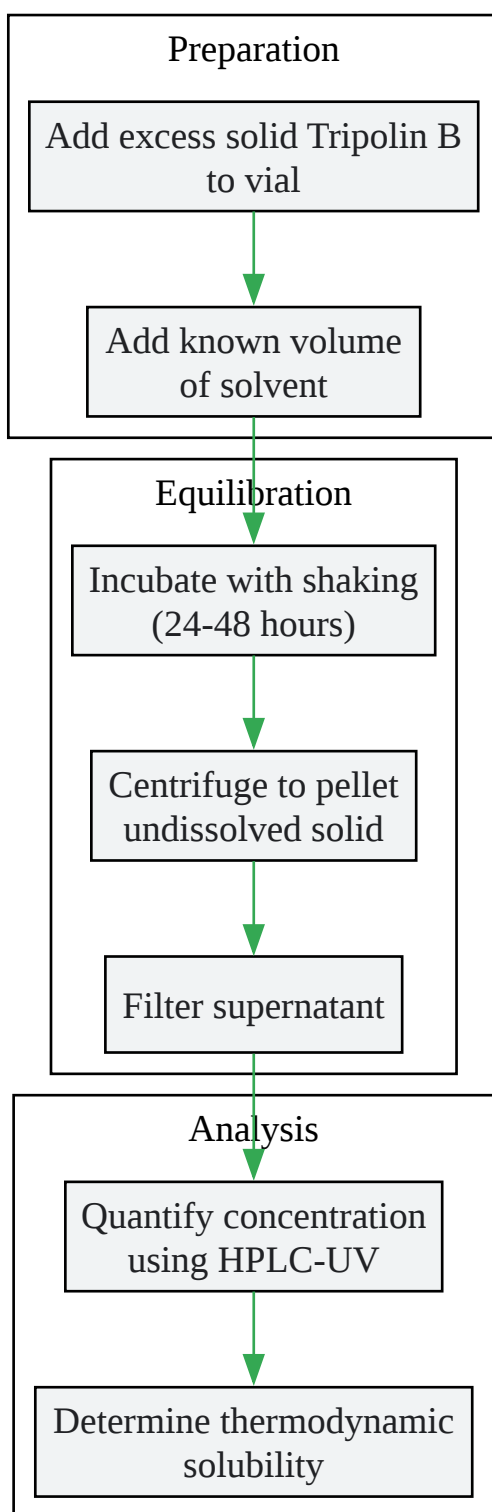 Preparation
Add excess solid Tripolin B
to vial
Add known volume
of solvent
Equilibration
Incubate with shaking
(24-48 hours)
Centrifuge to pellet
undissolved solid
Filter supernatant
Analysis
Quantify concentration
using HPLC-UV
Determine thermodynamic
solubility